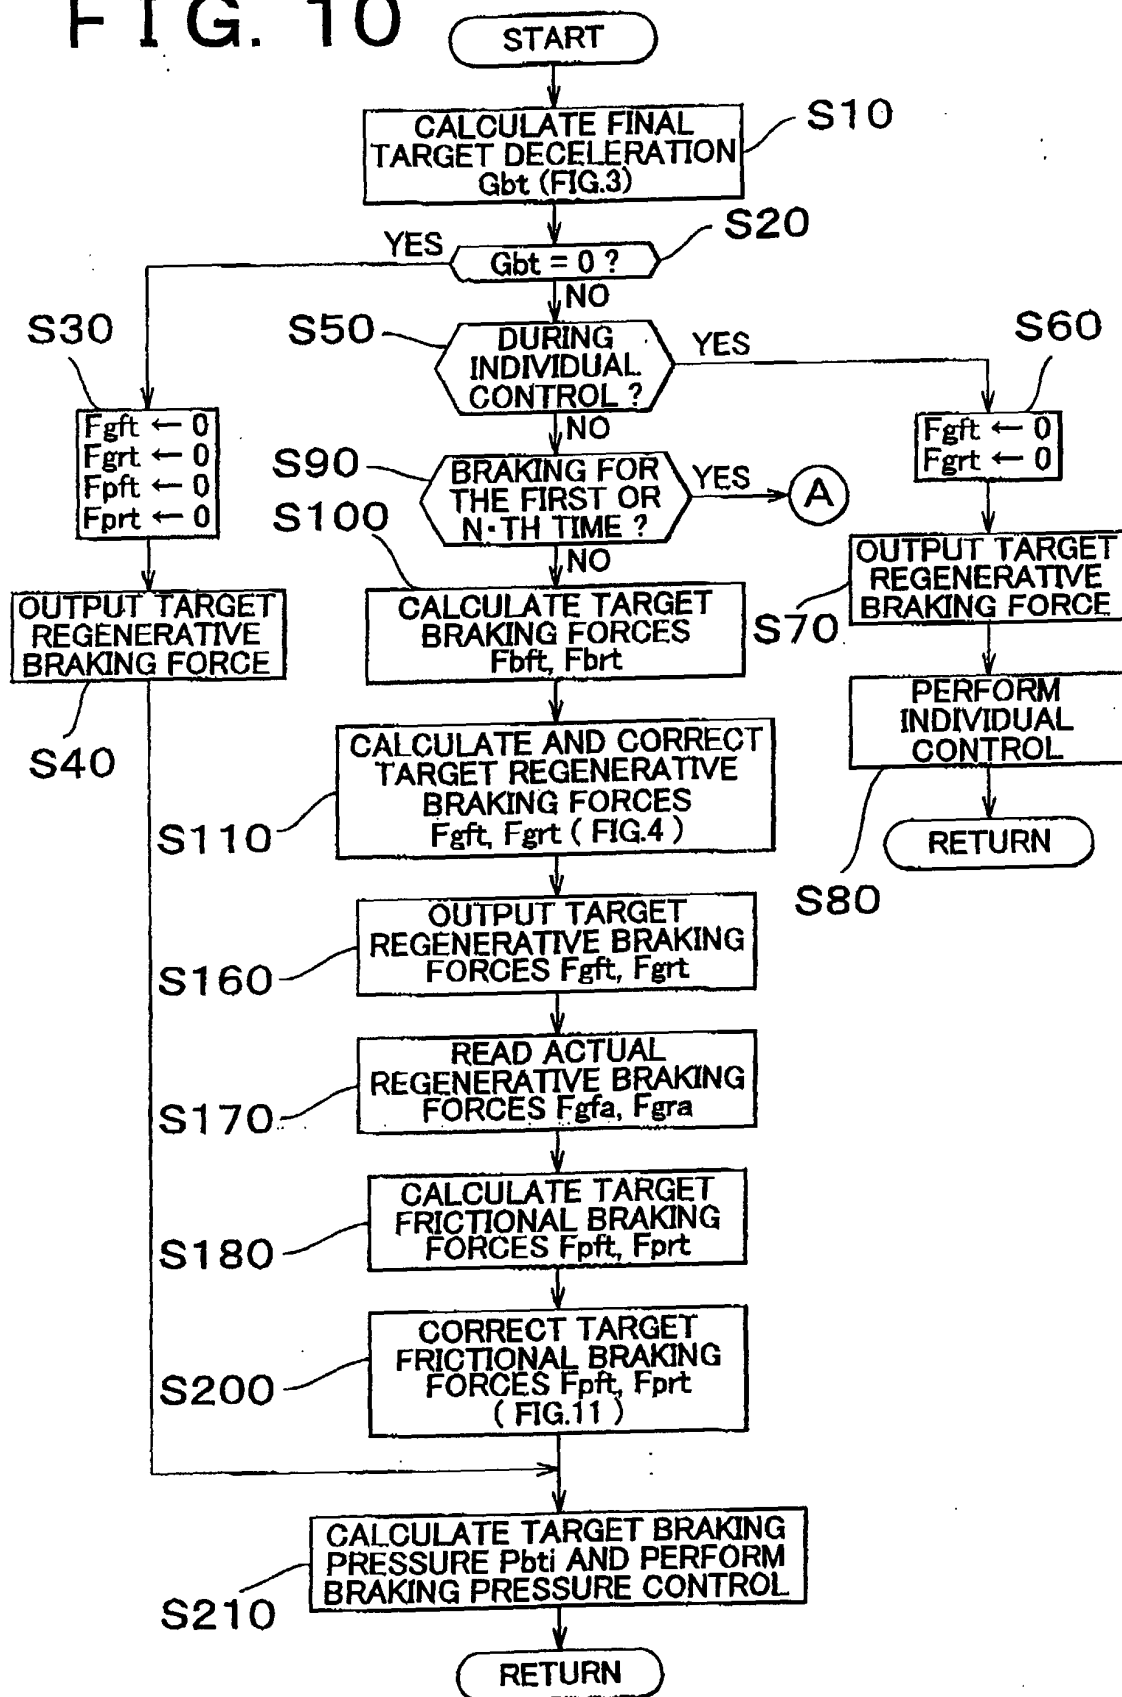 FIG. 10
START
CALCULATE FINAL
TARGET DECELERATION
Gbt (FIG.3)
S10
S20
YES
Gbt = 0 ?
NO
S30
S50
DURING
INDIVIDUAL
CONTROL ?
YES
S60
Fgft ← 0
Fgrt ← 0
Fpft ← 0
Fprt ← 0
NO
Fgft ← 0
Fgrt ← 0
S90
BRAKING FOR
THE FIRST OR
N·TH TIME ?
YES
A
S100
NO
OUTPUT TARGET
REGENERATIVE
BRAKING FORCE
S40
CALCULATE TARGET
BRAKING FORCES
Fbft, Fbrt
OUTPUT TARGET
REGENERATIVE
BRAKING FORCE
S70
PERFORM
INDIVIDUAL
CONTROL
S80
RETURN
CALCULATE AND CORRECT
TARGET REGENERATIVE
BRAKING FORCES
Fgft, Fgrt ( FIG.4 )
S110
OUTPUT TARGET
REGENERATIVE BRAKING
FORCES Fgft, Fgrt
S160
READ ACTUAL
REGENERATIVE BRAKING
FORCES Fgfa, Fgra
S170
CALCULATE TARGET
FRICTIONAL BRAKING
FORCES Fpft, Fprt
S180
CORRECT TARGET
FRICTIONAL BRAKING
FORCES Fpft, Fprt
( FIG.11 )
S200
CALCULATE TARGET BRAKING
PRESSURE Pbti AND PERFORM
BRAKING PRESSURE CONTROL
S210
RETURN